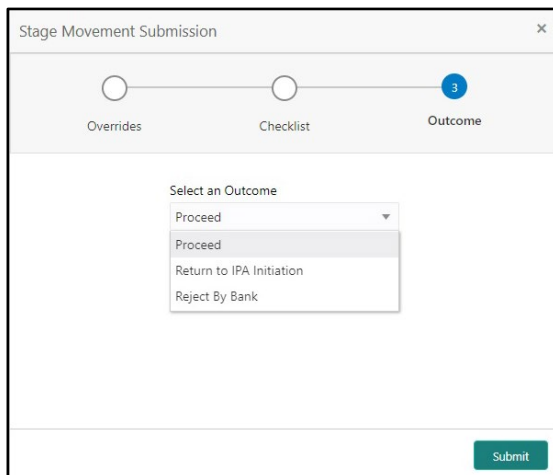 Stage Movement Submission ×
3
Overrides Checklist Outcome
Select an Outcome
Proceed
Proceed
Return to IPA Initiation
Reject By Bank
Submit